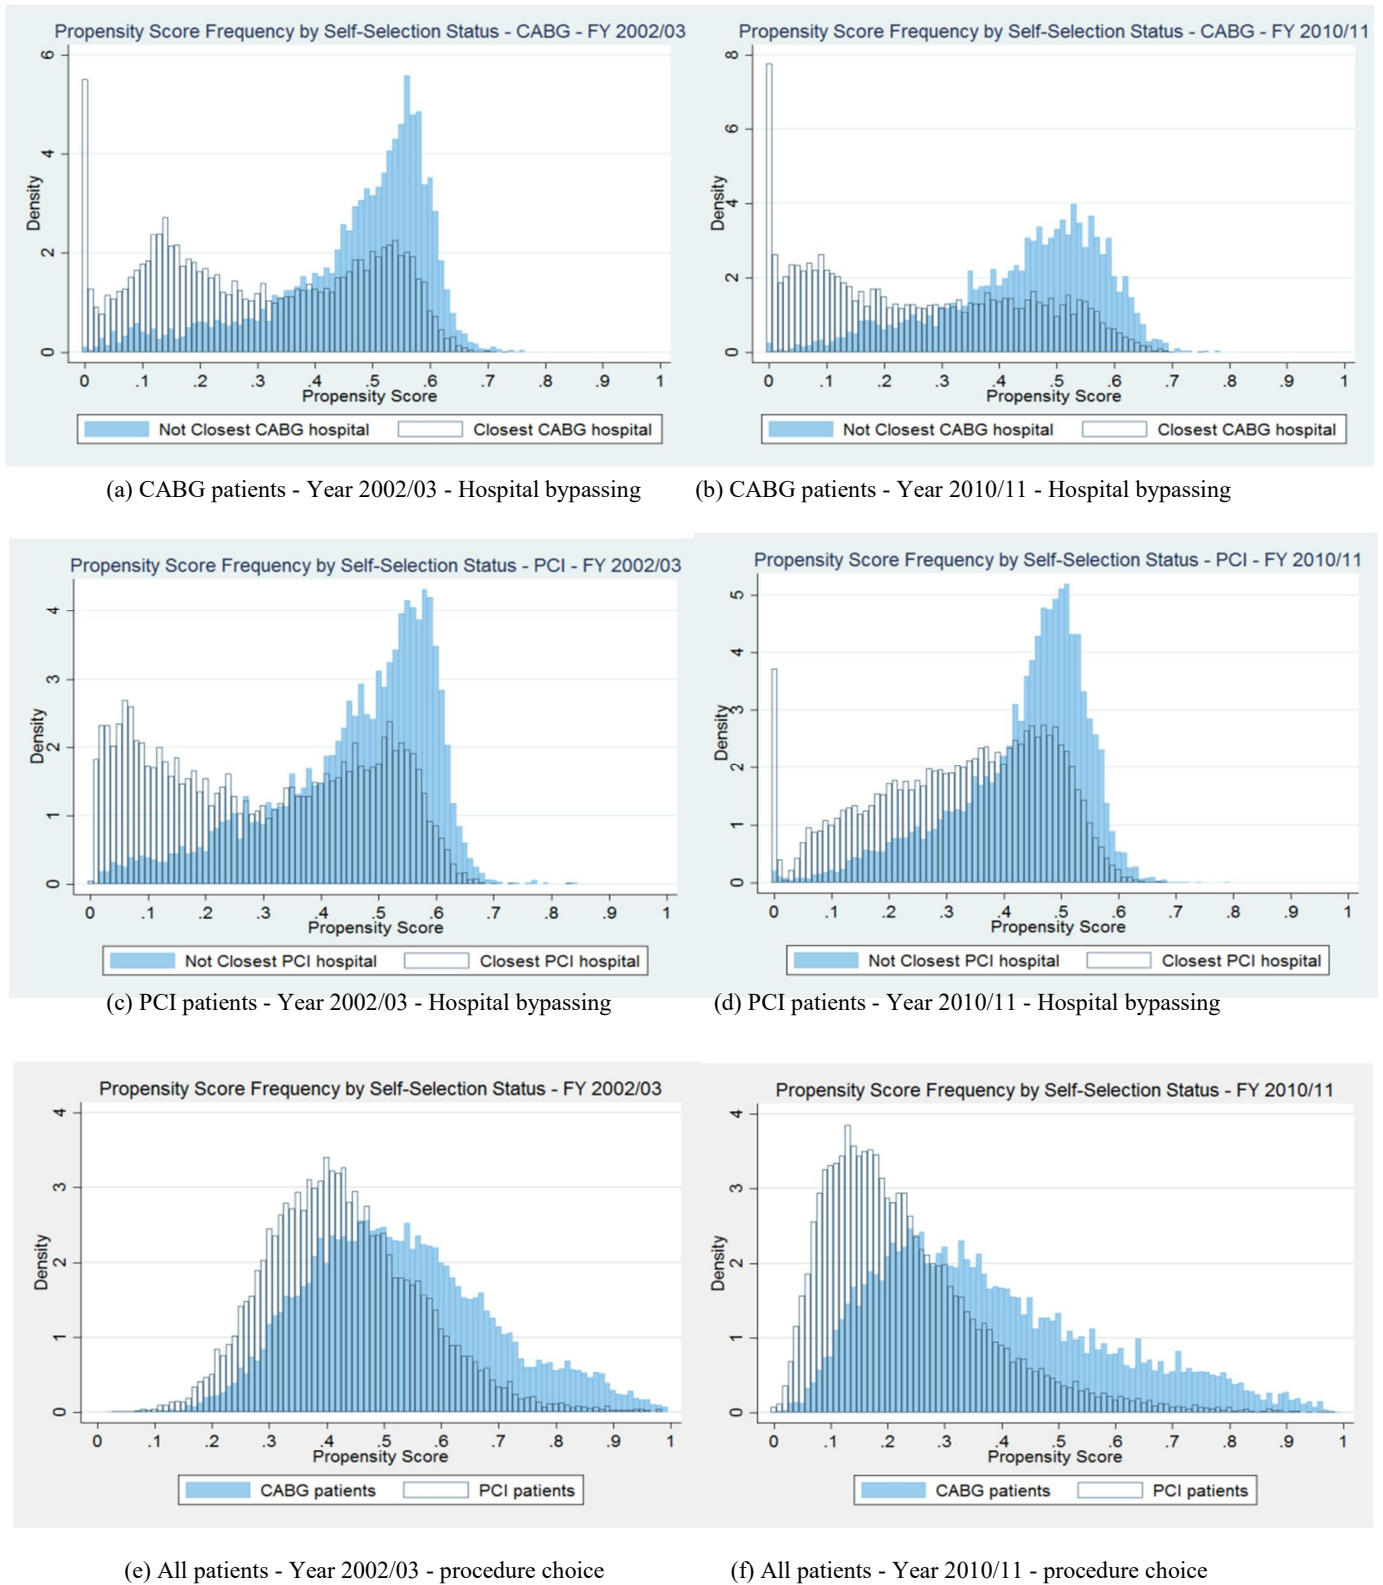 Propensity Score Frequency by Self-Selection Status - CABG - FY 2002/03
6
4
2
0
Density
0 .1 .2 .3 .4 .5 .6 .7 .8 .9 1
Propensity Score
Not Closest CABG hospital Closest CABG hospital
(a) CABG patients - Year 2002/03 - Hospital bypassing
Propensity Score Frequency by Self-Selection Status - CABG - FY 2010/11
8
6
4
2
0
Density
0 .1 .2 .3 .4 .5 .6 .7 .8 .9 1
Propensity Score
Not Closest CABG hospital Closest CABG hospital
(b) CABG patients - Year 2010/11 - Hospital bypassing
Propensity Score Frequency by Self-Selection Status - PCI - FY 2002/03
4
3
2
1
0
Density
0 .1 .2 .3 .4 .5 .6 .7 .8 .9 1
Propensity Score
Not Closest PCI hospital Closest PCI hospital
(c) PCI patients - Year 2002/03 - Hospital bypassing
Propensity Score Frequency by Self-Selection Status - PCI - FY 2010/11
5
4
3
2
1
0
Density
0 .1 .2 .3 .4 .5 .6 .7 .8 .9 1
Propensity Score
Not Closest PCI hospital Closest PCI hospital
(d) PCI patients - Year 2010/11 - Hospital bypassing
Propensity Score Frequency by Self-Selection Status - FY 2002/03
4
3
2
1
0
Density
0 .1 .2 .3 .4 .5 .6 .7 .8 .9 1
Propensity Score
CABG patients PCI patients
(e) All patients - Year 2002/03 - procedure choice
Propensity Score Frequency by Self-Selection Status - FY 2010/11
4
3
2
1
0
Density
0 .1 .2 .3 .4 .5 .6 .7 .8 .9 1
Propensity Score
CABG patients PCI patients
(f) All patients - Year 2010/11 - procedure choice